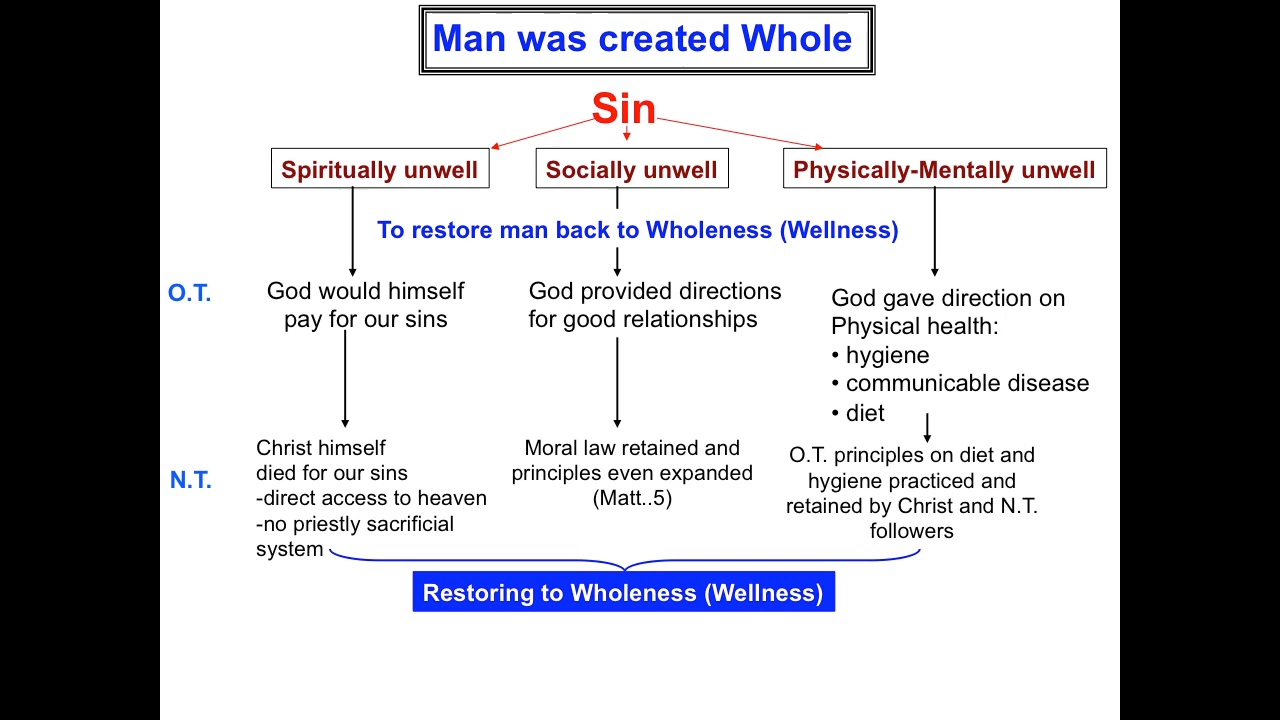 Man was created Whole
Sin
Spiritually unwell
Socially unwell
Physically-Mentally unwell
To restore man back to Wholeness (Wellness)
O.T.
God would himself
pay for our sins
God provided directions
for good relationships
God gave direction on
Physical health:
• hygiene
• communicable disease
• diet
N.T.
Christ himself
died for our sins
-direct access to heaven
-no priestly sacrificial
system
Moral law retained and
principles even expanded
(Matt..5)
O.T. principles on diet and
hygiene practiced and
retained by Christ and N.T.
followers
Restoring to Wholeness (Wellness)